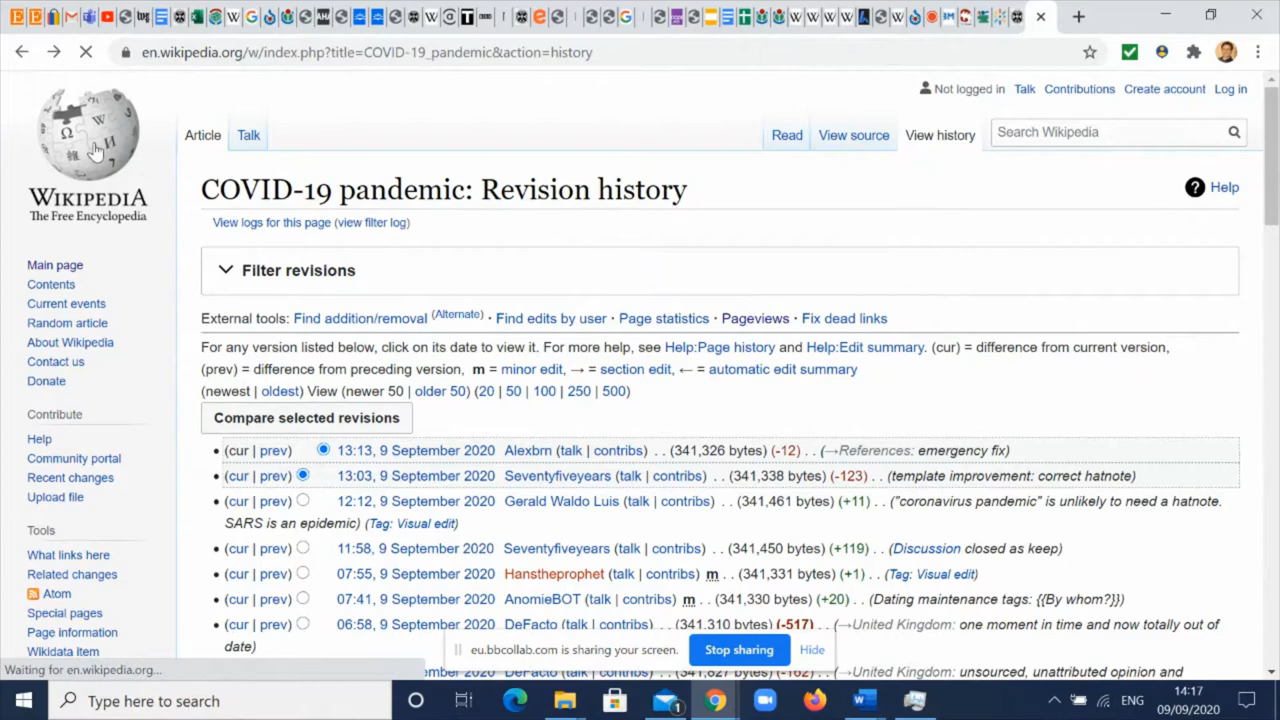 en.wikipedia.org/w/index.php?title=COVID-19_pandemic&action=history
Not logged in Talk Contributions Create account Log in
Article Talk Read View source View history Search Wikipedia
WIKIPEDIA
The Free Encyclopedia
COVID-19 pandemic: Revision history
Help
View logs for this page (view filter log)
Main page
Contents
Current events
Random article
About Wikipedia
Contact us
Donate
Contribute
Help
Community portal
Recent changes
Upload file
Tools
What links here
Related changes
Atom
Special pages
Page information
Wikidata item
Filter revisions
External tools: Find addition/removal (Alternate) · Find edits by user · Page statistics · Pageviews · Fix dead links
For any version listed below, click on its date to view it. For more help, see Help:Page history and Help:Edit summary. (cur) = difference from current version,
(prev) = difference from preceding version, m = minor edit, → = section edit, ← = automatic edit summary
(newest | oldest) View (newer 50 | older 50) (20 | 50 | 100 | 250 | 500)
Compare selected revisions
• (cur | prev) 13:13, 9 September 2020 Alexbrn (talk | contribs) . . (341,326 bytes) (-12) . . (→References: emergency fix)
• (cur | prev) 13:03, 9 September 2020 Seventyfiveyears (talk | contribs) . . (341,338 bytes) (-123) . . (template improvement: correct hatnote)
• (cur | prev) 12:12, 9 September 2020 Gerald Waldo Luis (talk | contribs) . . (341,461 bytes) (+11) . . ("coronavirus pandemic" is unlikely to need a hatnote.
SARS is an epidemic) (Tag: Visual edit)
• (cur | prev) 11:58, 9 September 2020 Seventyfiveyears (talk | contribs) . . (341,450 bytes) (+119) . . (Discussion closed as keep)
• (cur | prev) 07:55, 9 September 2020 Hanstheprophet (talk | contribs) m . . (341,331 bytes) (+1) . . (Tag: Visual edit)
• (cur | prev) 07:41, 9 September 2020 AnomieBOT (talk | contribs) m . . (341,330 bytes) (+20) . . (Dating maintenance tags: {{By whom?}})
• (cur | prev) 06:58, 9 September 2020 DeFacto (talk | contribs) . . (341,310 bytes) (-517) . . (→United Kingdom: one moment in time and now totally out of
date)
September 2020 DeFacto (talk | contribs) . . (341,827 bytes) (-162) . . (→United Kingdom: unsourced, unattributed opinion and
eu.bbcollab.com is sharing your screen. Stop sharing Hide
Waiting for en.wikipedia.org...
Type here to search
1
ENG
14:17
09/09/2020